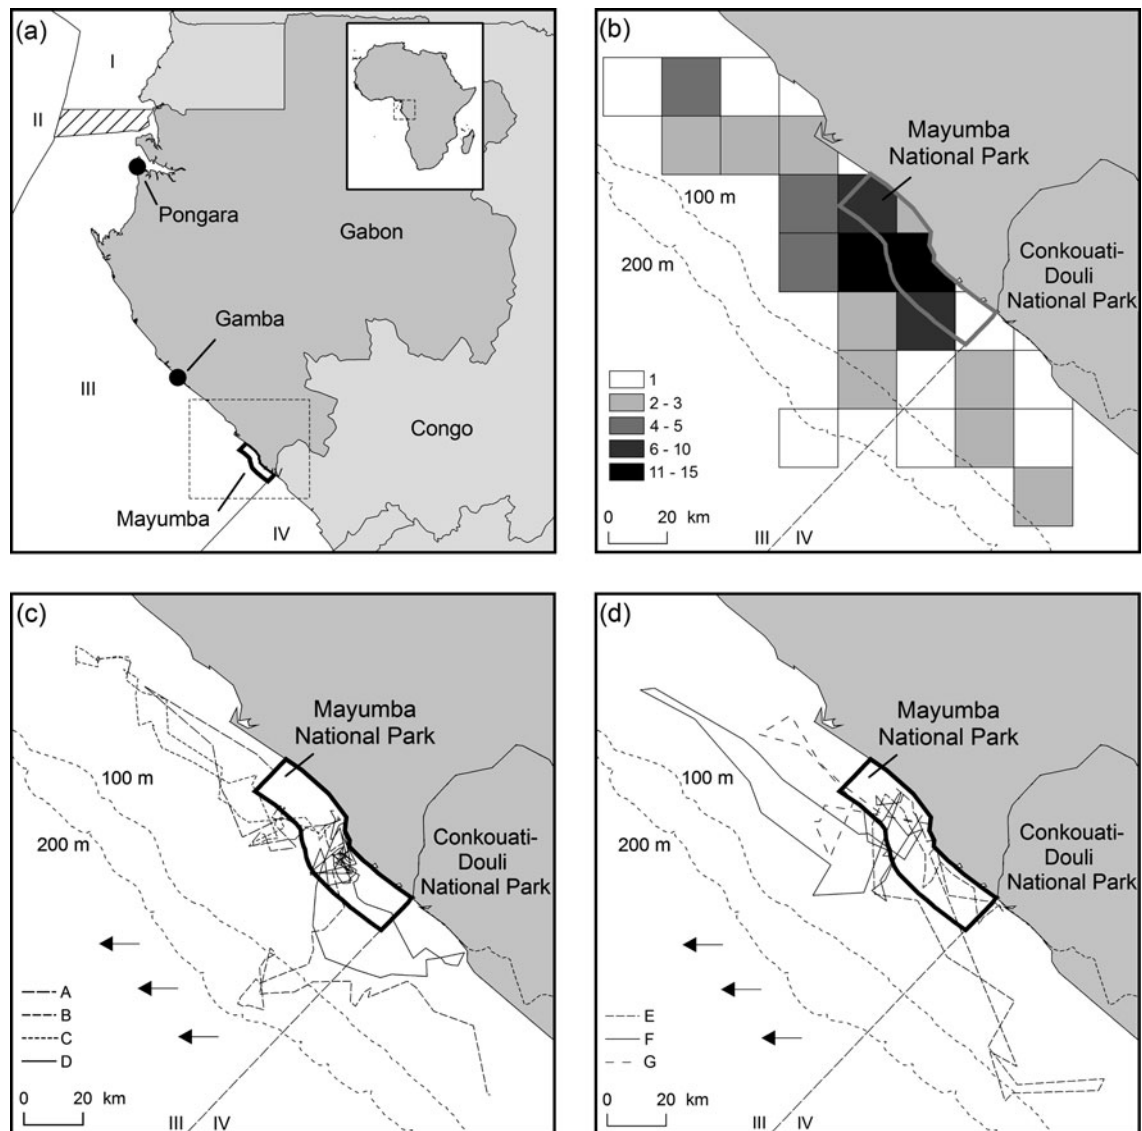 (a)
I
II
Pongara
Gabon
Gamba
III
Congo
Mayumba
IV
(b)
Mayumba
National Park
100 m
200 m
Conkouati-
Douli
National Park
1
2 - 3
4 - 5
6 - 10
11 - 15
0 20 km
III IV
(c)
Mayumba
National Park
100 m
200 m
Conkouati-
Douli
National Park
A
B
C
D
0 20 km
III IV
(d)
Mayumba
National Park
100 m
200 m
Conkouati-
Douli
National Park
E
F
G
0 20 km
III IV